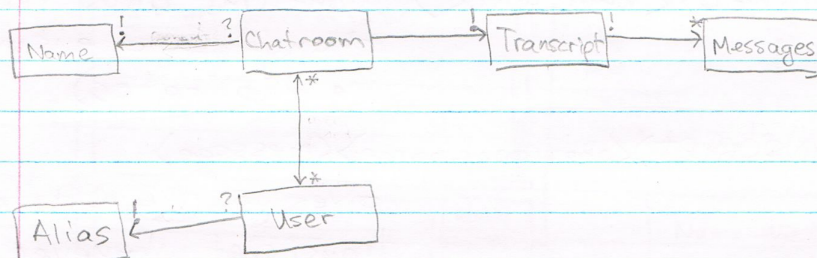 ! ? ! ! *
Name Chatroom Transcript Messages
*
*
! ?
Alias User